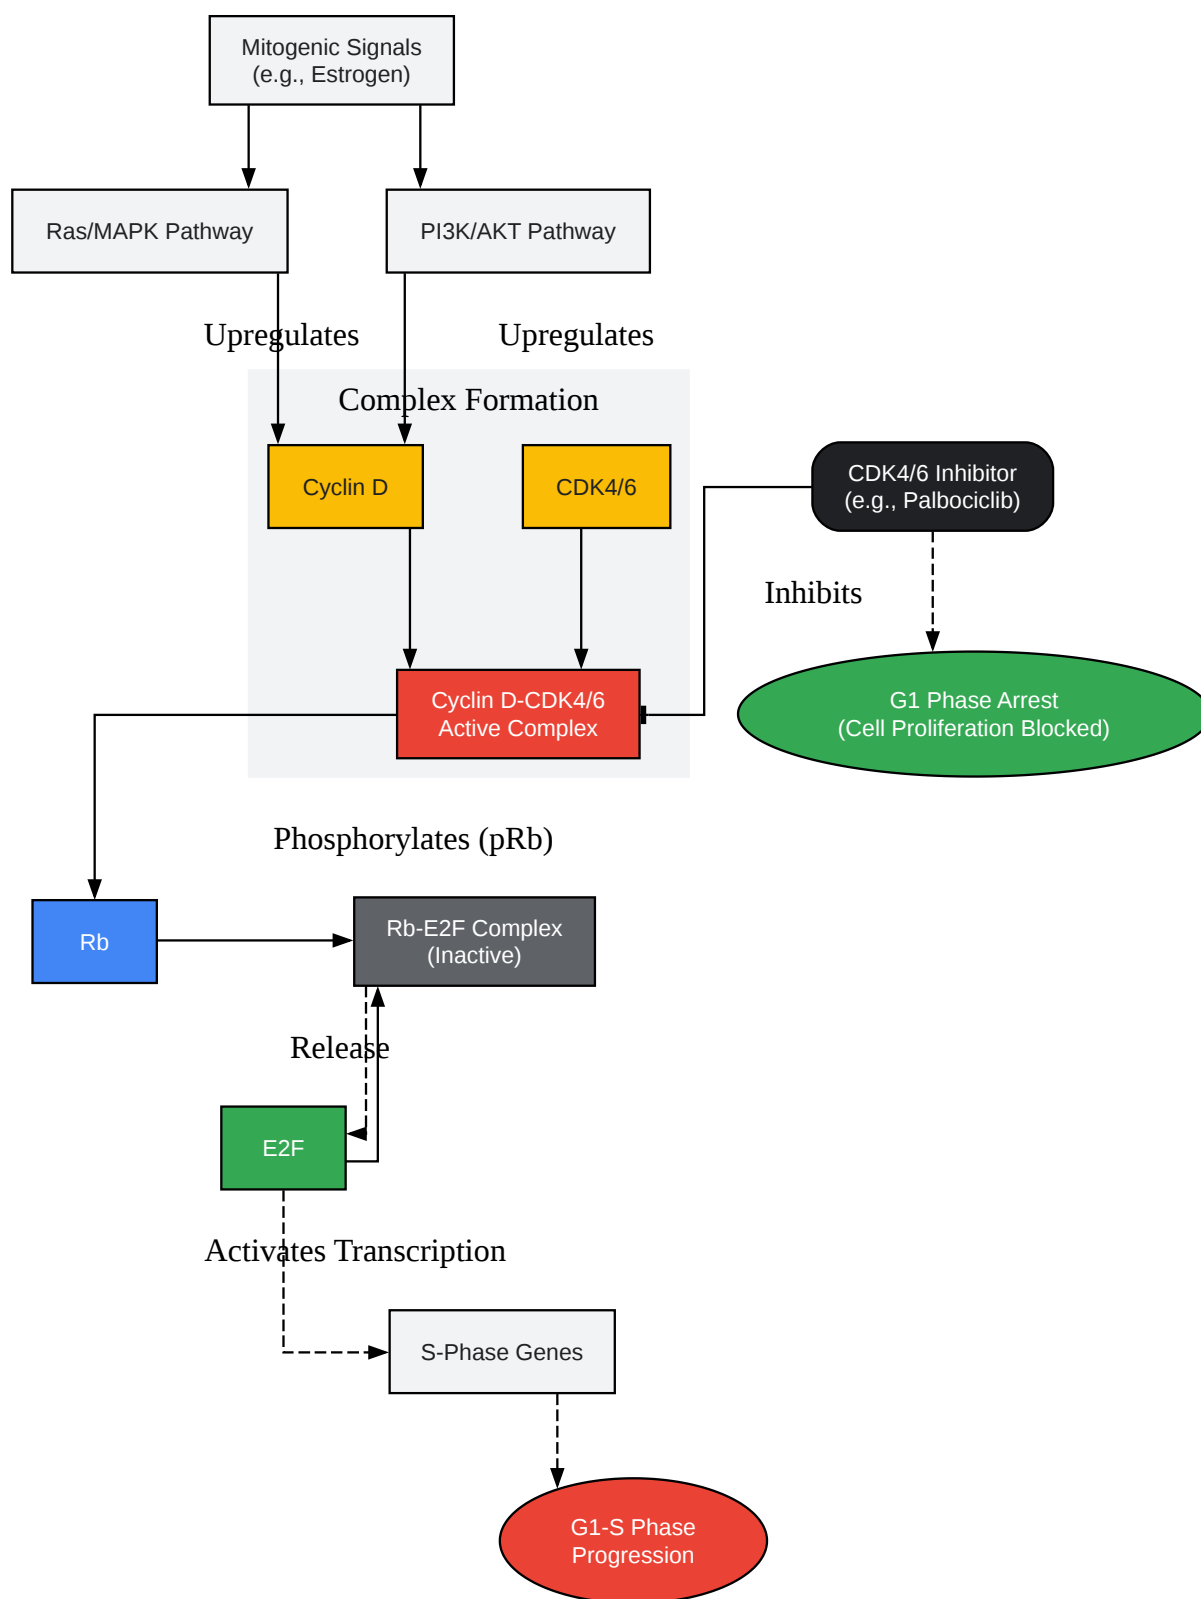 Mitogenic Signals
(e.g., Estrogen)
Ras/MAPK Pathway
PI3K/AKT Pathway
Upregulates
Upregulates
Complex Formation
Cyclin D
CDK4/6
CDK4/6 Inhibitor
(e.g., Palbociclib)
Inhibits
Cyclin D-CDK4/6
Active Complex
G1 Phase Arrest
(Cell Proliferation Blocked)
Phosphorylates (pRb)
Rb
Rb-E2F Complex
(Inactive)
Release
E2F
Activates Transcription
S-Phase Genes
G1-S Phase
Progression